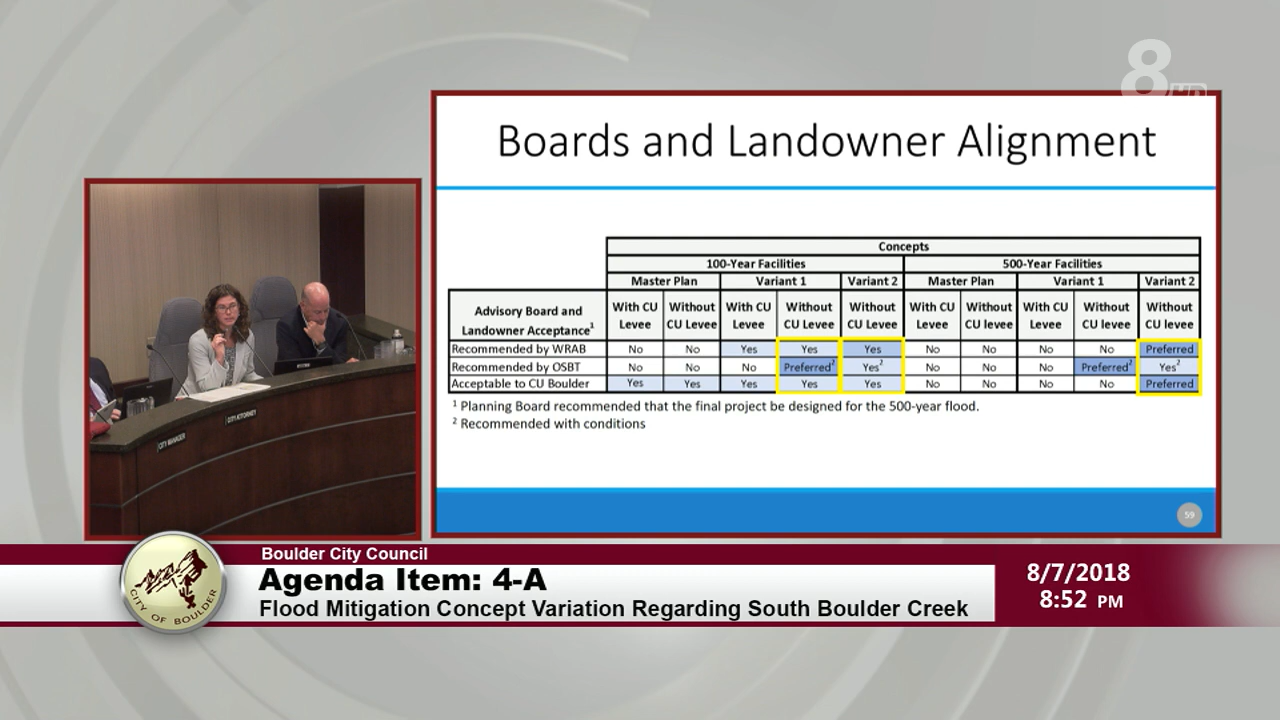 8
HD
Boards and Landowner Alignment
Concepts
100-Year Facilities 500-Year Facilities
Master Plan Variant 1 Variant 2 Master Plan Variant 1 Variant 2
Advisory Board and Landowner Acceptance¹ With CU Levee Without CU Levee With CU Levee Without CU Levee Without CU Levee With CU Levee Without CU levee With CU Levee Without CU levee Without CU levee
Recommended by WRAB No No Yes Yes Yes No No No No Preferred
Recommended by OSBT No No No Preferred² Yes² No No No Preferred² Yes²
Acceptable to CU Boulder Yes Yes Yes Yes Yes No No No No Preferred
¹ Planning Board recommended that the final project be designed for the 500-year flood.
² Recommended with conditions
59
CITY MANAGER
CITY ATTORNEY
CITY OF BOULDER
Boulder City Council
Agenda Item: 4-A
Flood Mitigation Concept Variation Regarding South Boulder Creek
8/7/2018
8:52 PM